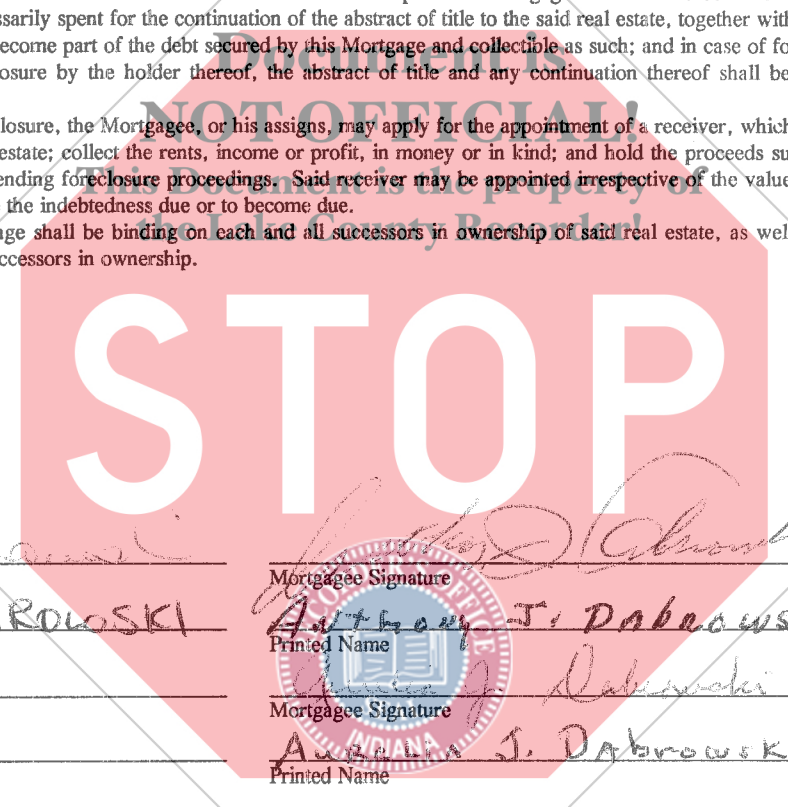 ssarily spent for the continuation of the abstract of title to the said real estate, together with
ecome part of the debt secured by this Mortgage and collectible as such; and in case of fo
osure by the holder thereof, the abstract of title and any continuation thereof shall be
Document is
losure, the Mortgagee, or his assigns, may apply for the appointment of a receiver, which
NOT OFFICIAL!
estate; collect the rents, income or profit, in money or in kind; and hold the proceeds su
ending foreclosure proceedings. Said receiver may be appointed irrespective of the value
This Document is the property of
the indebtedness due or to become due.
the Lake County Recorder!
age shall be binding on each and all successors in ownership of said real estate, as wel
ccessors in ownership.
STOP
Mortgagee Signature
ROLOSKI Anthony J. Dabrows
Printed Name
Mortgagee Signature
Aurelia J. Dabrowsk
Printed Name
RECORDER'S OFFICE
INDIANA